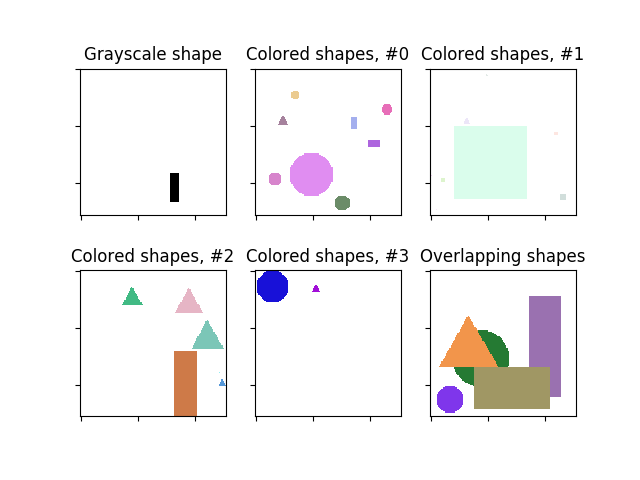 Grayscale shape
Colored shapes, #0
Colored shapes, #1
Colored shapes, #2
Colored shapes, #3
Overlapping shapes